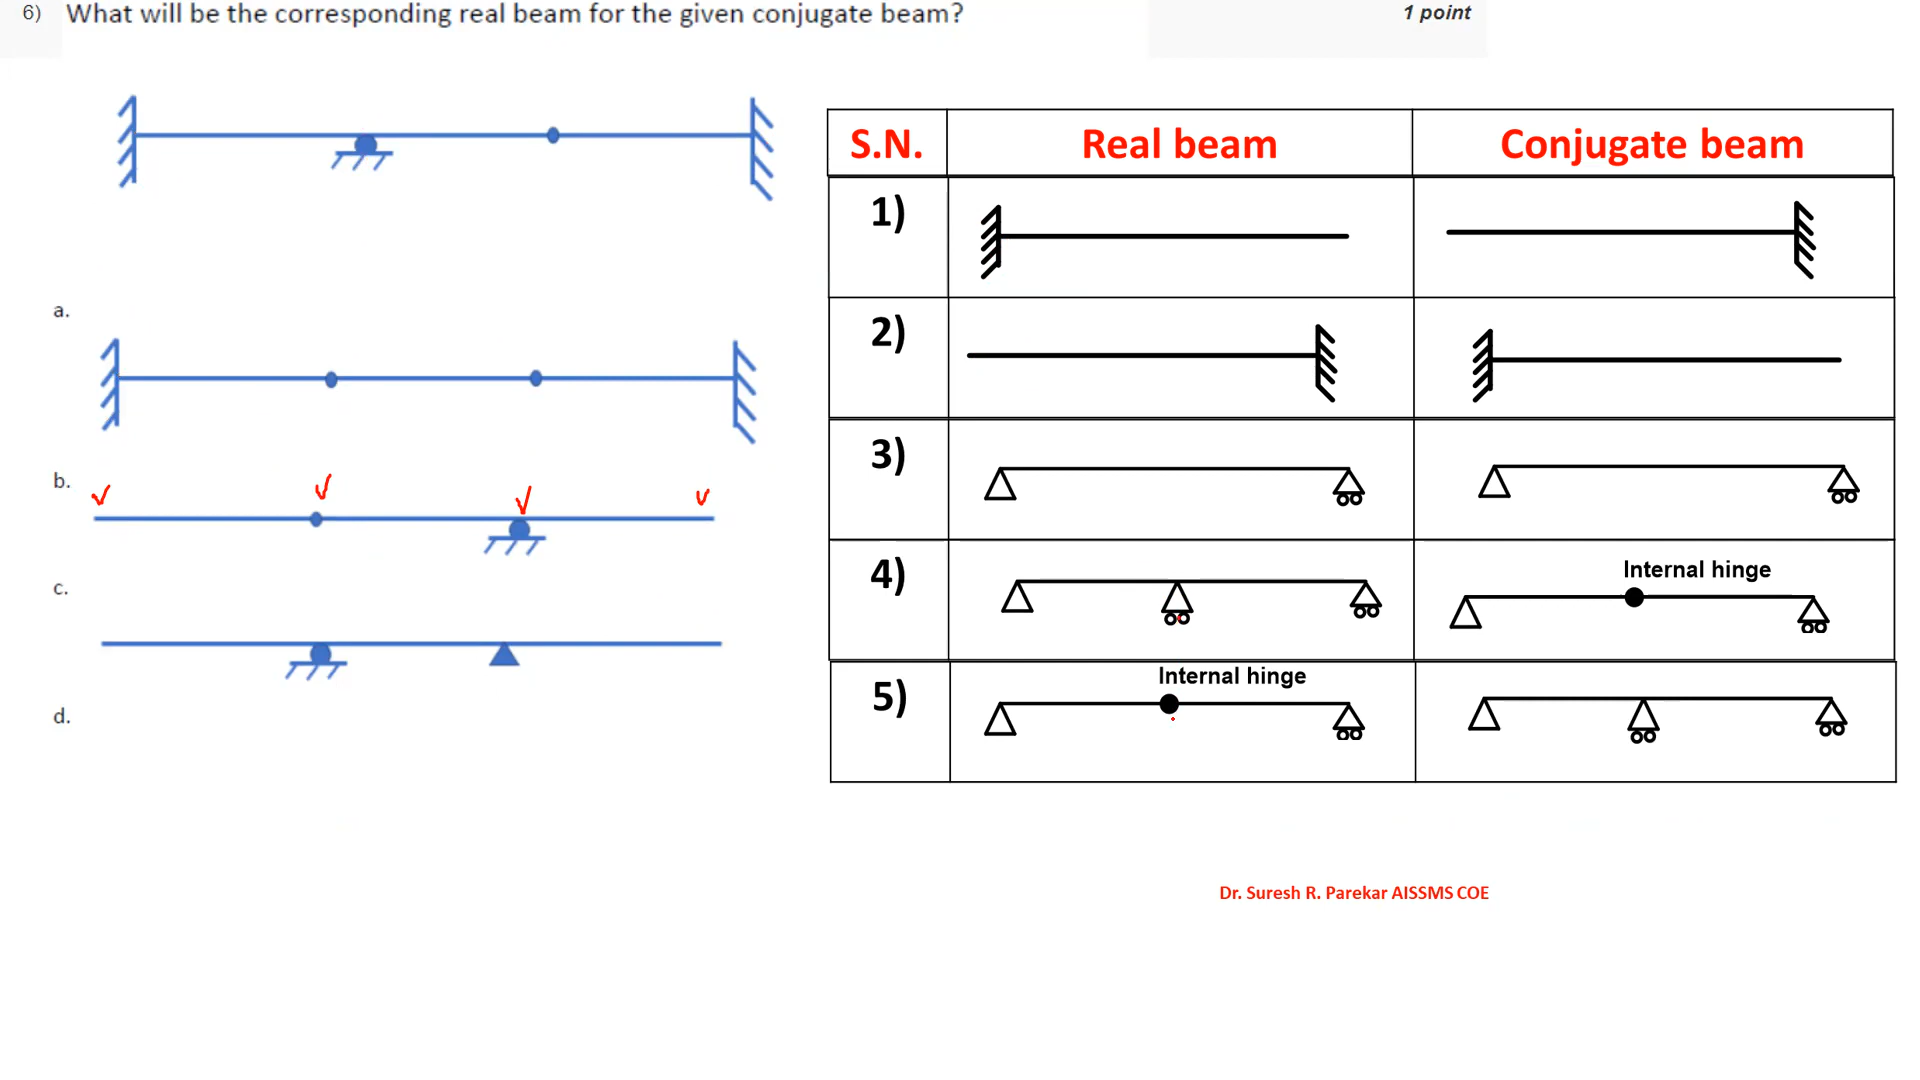 6) What will be the corresponding real beam for the given conjugate beam?
1 point
a.
b.
c.
d.
S.N. Real beam Conjugate beam
1)
2)
3)
4) Internal hinge
5) Internal hinge
Dr. Suresh R. Parekar AISSMS COE